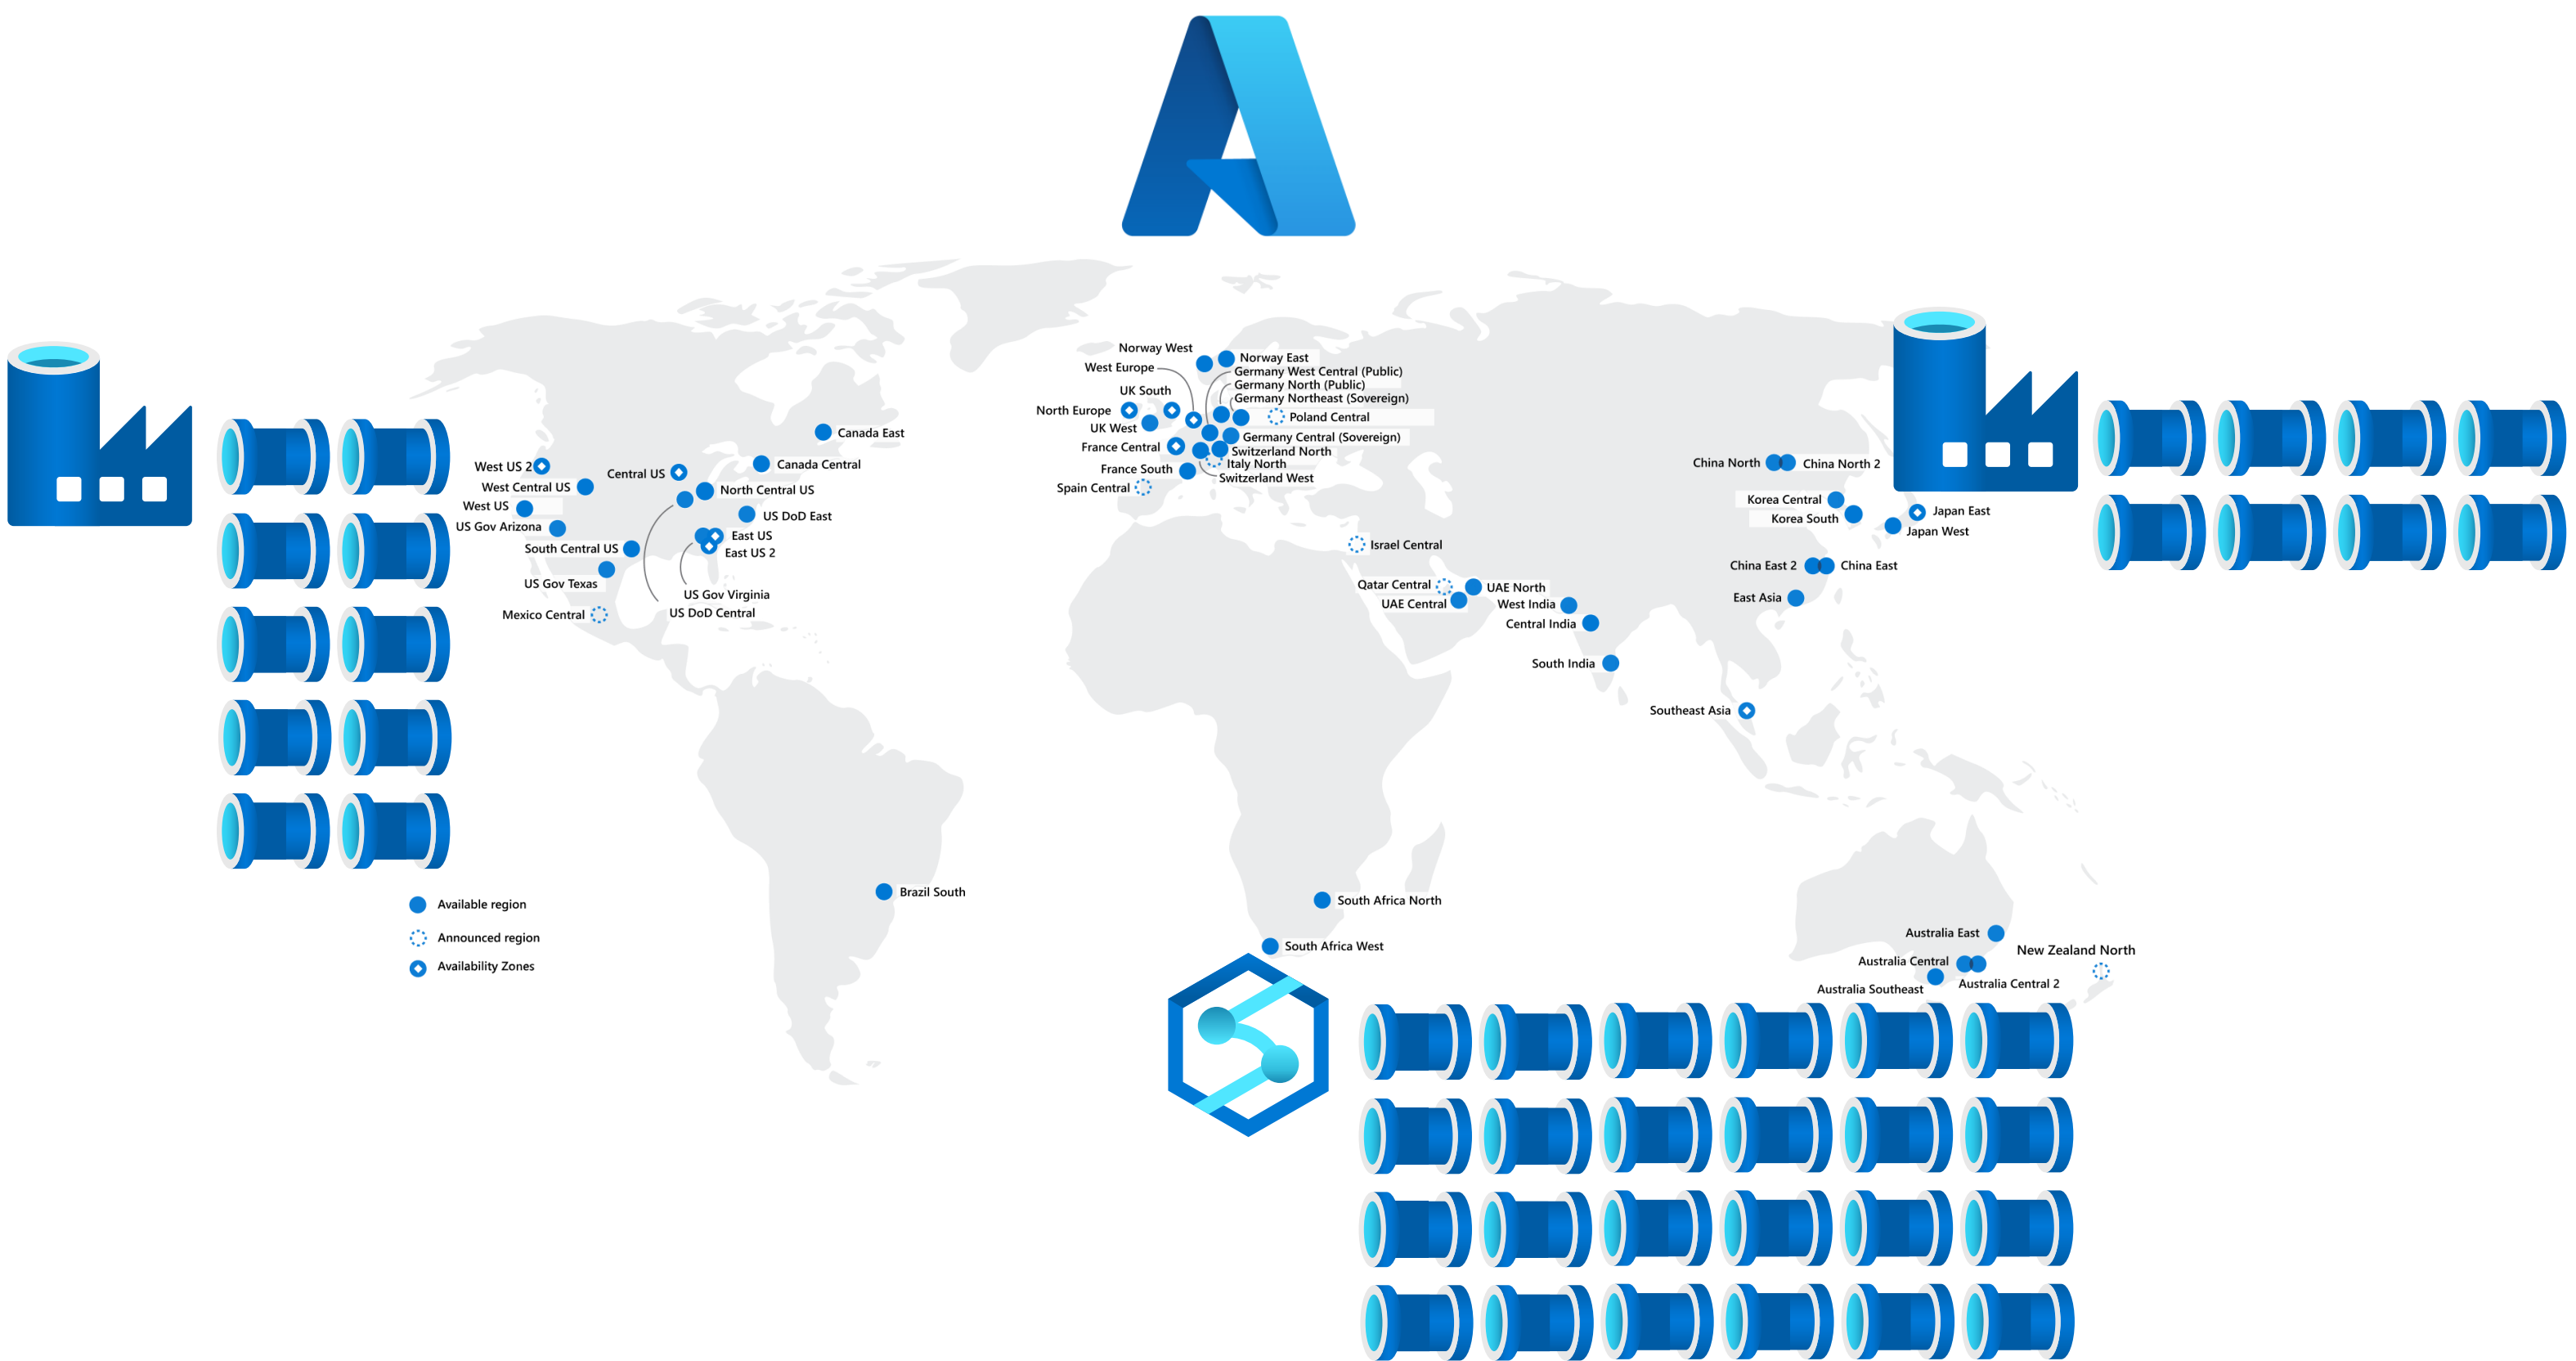 Norway West
Norway East
West Europe
Germany West Central (Public)
Germany North (Public)
UK South
Germany Northeast (Sovereign)
North Europe
Poland Central
UK West
Germany Central (Sovereign)
France Central
Switzerland North
Italy North
France South
Switzerland West
Spain Central
Canada East
West US 2
Central US
Canada Central
West Central US
North Central US
West US
US DoD East
US Gov Arizona
East US
South Central US
East US 2
US Gov Texas
US Gov Virginia
Mexico Central
US DoD Central
China North
China North 2
Korea Central
Japan East
Korea South
Japan West
Israel Central
China East 2
China East
Qatar Central
UAE North
UAE Central
West India
East Asia
Central India
South India
Southeast Asia
Brazil South
South Africa North
South Africa West
Available region
Announced region
Availability Zones
Australia East
New Zealand North
Australia Central
Australia Central 2
Australia Southeast